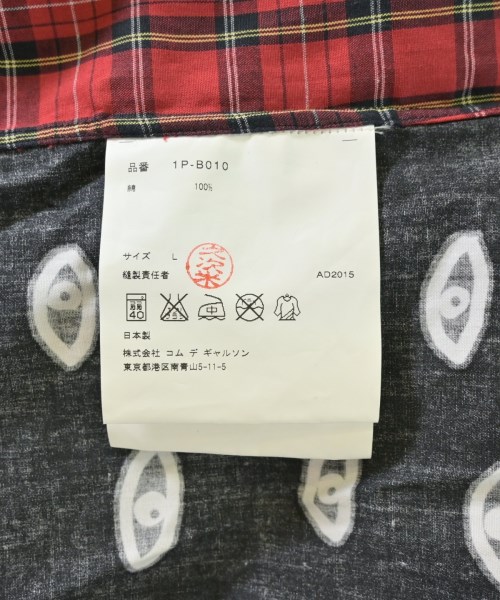 品番 1P-B010
綿 100%
サイズ L
縫製責任者 AD2015
40
日本製
株式会社 コム デ ギャルソン
東京都港区南青山5-11-5